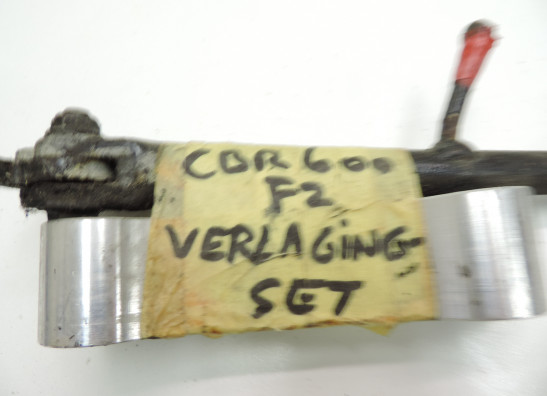 CBR 600
F2
VERLAGING-
SET